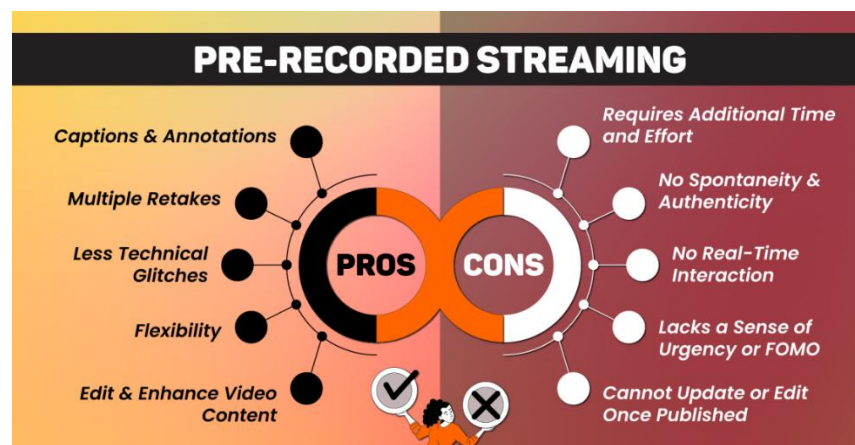 PRE-RECORDED STREAMING
Captions & Annotations
Multiple Retakes
Less Technical
Glitches
Flexibility
Edit & Enhance Video
Content
PROS
CONS
Requires Additional Time
and Effort
No Spontaneity &
Authenticity
No Real-Time
Interaction
Lacks a Sense of
Urgency or FOMO
Cannot Update or Edit
Once Published